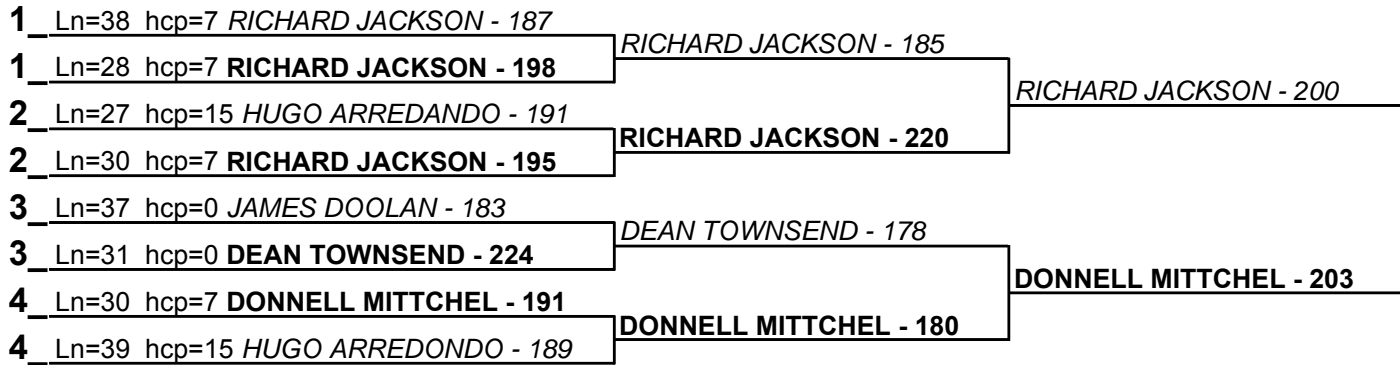 1_ Ln=38 hcp=7 RICHARD JACKSON - 187
1_ Ln=28 hcp=7 RICHARD JACKSON - 198
2_ Ln=27 hcp=15 HUGO ARREDANDO - 191
2_ Ln=30 hcp=7 RICHARD JACKSON - 195
3_ Ln=37 hcp=0 JAMES DOOLAN - 183
3_ Ln=31 hcp=0 DEAN TOWNSEND - 224
4_ Ln=30 hcp=7 DONNELL MITTCHEL - 191
4_ Ln=39 hcp=15 HUGO ARREDONDO - 189
RICHARD JACKSON - 185
RICHARD JACKSON - 220
DEAN TOWNSEND - 178
DONNELL MITTCHEL - 180
RICHARD JACKSON - 200
DONNELL MITTCHEL - 203